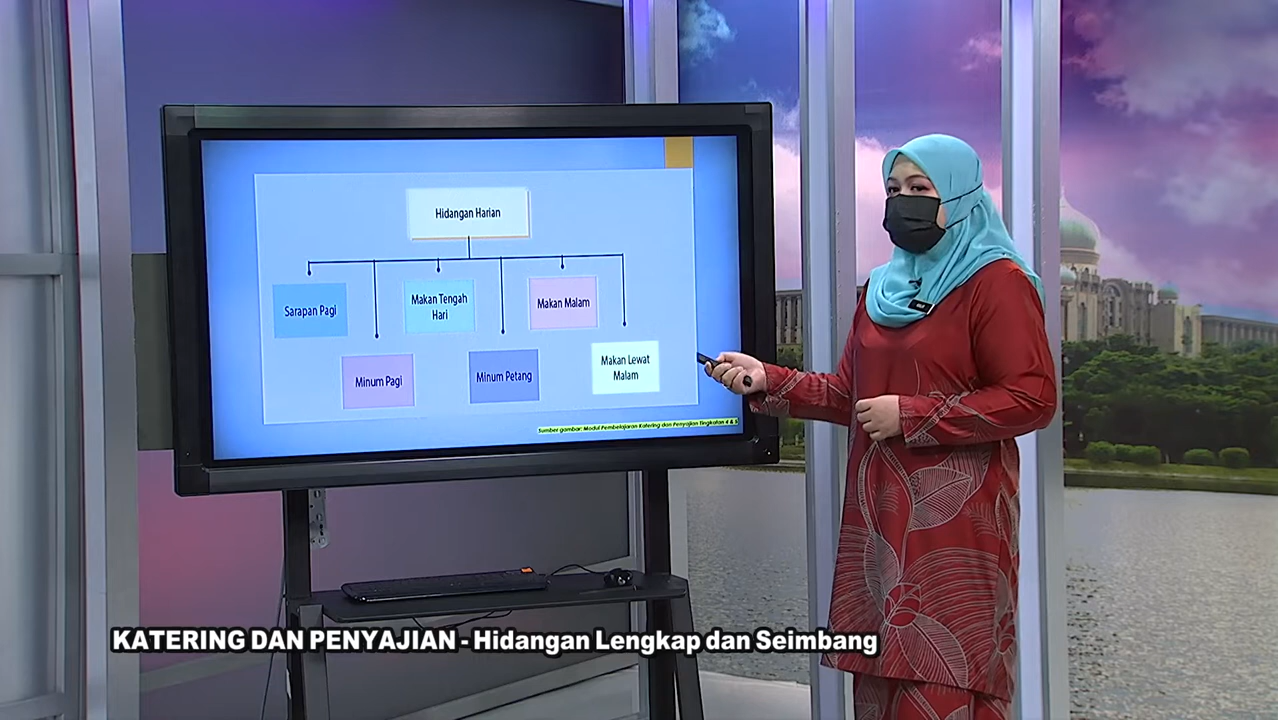 Hidangan Harian
Sarapan Pagi
Makan Tengah
Hari
Makan Malam
Minum Pagi
Minum Petang
Makan Lewat
Malam
Sumber gambar: Modul Pembelajaran Katering dan Penyajian Tingkatan 4 & 5
KATERING DAN PENYAJIAN - Hidangan Lengkap dan Seimbang